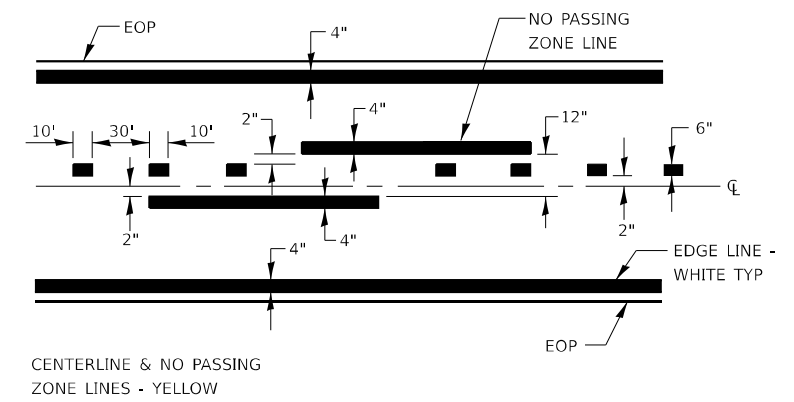 EOP
4"
NO PASSING
ZONE LINE
2"
4"
12"
10'
30'
10'
6"
℄
2"
4"
2"
4"
EDGE LINE -
WHITE TYP
EOP
CENTERLINE & NO PASSING
ZONE LINES - YELLOW